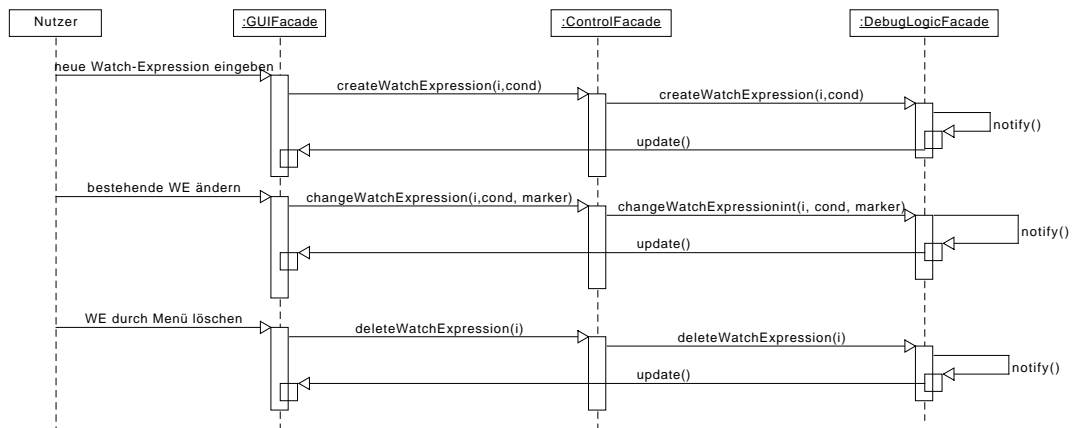 Nutzer
:GUIFacade
:ControlFacade
:DebugLogicFacade
neue Watch-Expression eingeben
createWatchExpression(i,cond)
createWatchExpression(i,cond)
notify()
update()
bestehende WE ändern
changeWatchExpression(i,cond, marker)
changeWatchExpressionint(i, cond, marker)
notify()
update()
WE durch Menü löschen
deleteWatchExpression(i)
deleteWatchExpression(i)
notify()
update()